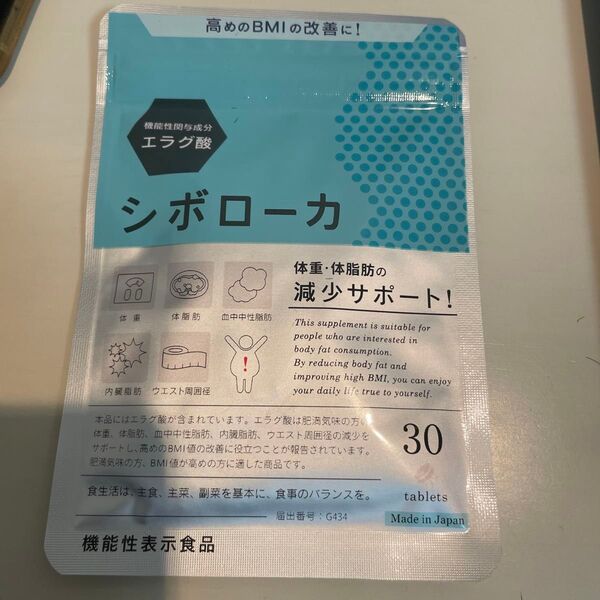 高めのBMIの改善に!
機能性関与成分
エラグ酸
シボローカ
体重・体脂肪の
減少サポート!
体重
体脂肪
血中中性脂肪
内臓脂肪
ウエスト周囲径
!
This supplement is suitable for
people who are interested in
body fat consumption.
By reducing body fat and
improving high BMI, you can enjoy
your daily life true to yourself.
本品にはエラグ酸が含まれています。エラグ酸は肥満気味の方の
体重、体脂肪、血中中性脂肪、内臓脂肪、ウエスト周囲径の減少を
サポートし、高めのBMI値の改善に役立つことが報告されています。
肥満気味の方、BMI値が高めの方に適した商品です。
30
tablets
食生活は、主食、主菜、副菜を基本に、食事のバランスを。
届出番号:G434
Made in Japan
機能性表示食品